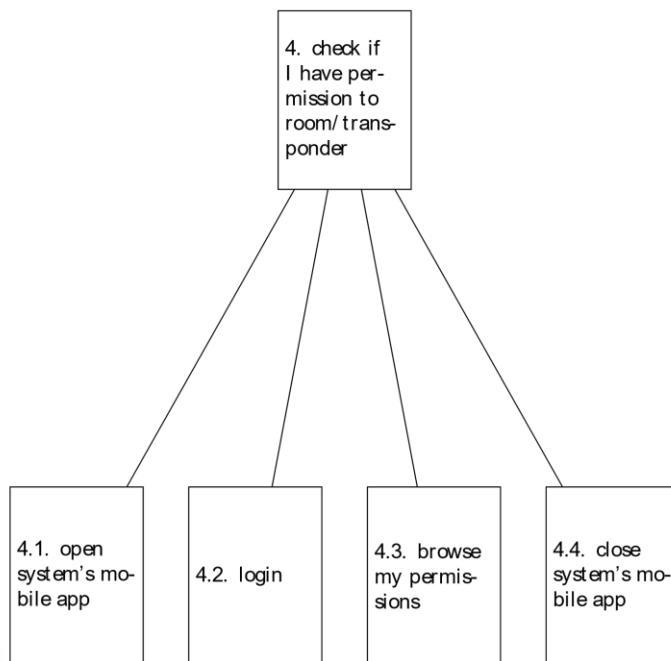 4. check if
I have per-
mission to
room/transponder
ponder
4.1. open
system's mo-
bile app
4.2. login
4.3. browse
my permis-
sions
4.4. close
system's mo-
bile app